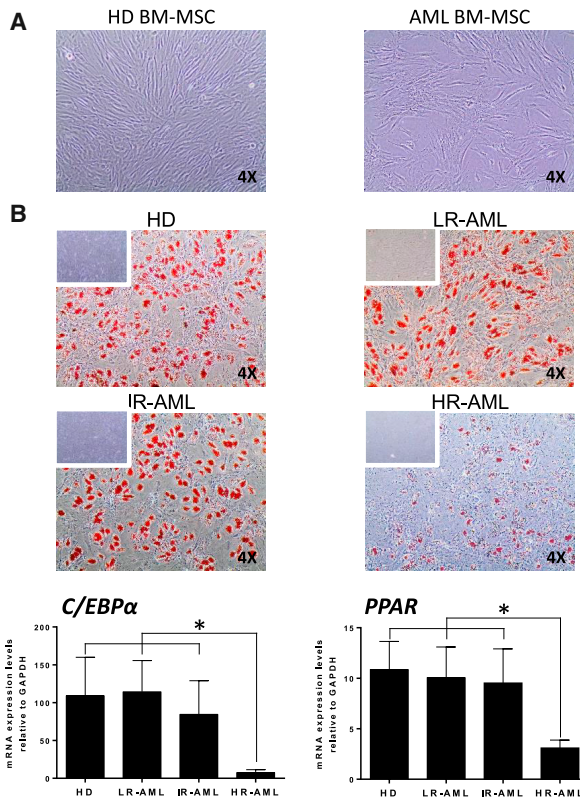 A
HD BM-MSC
AML BM-MSC
4X
4X
B
HD
LR-AML
4X
4X
IR-AML
HR-AML
4X
4X
C/EBPα
mRNA expression levels
relative to GAPDH
200
150
100
50
0
*
HD
LR-AML
IR-AML
HR-AML
PPAR
mRNA expression levels
relative to GAPDH
15
10
5
0
*
HD
LR-AML
IR-AML
HR-AML